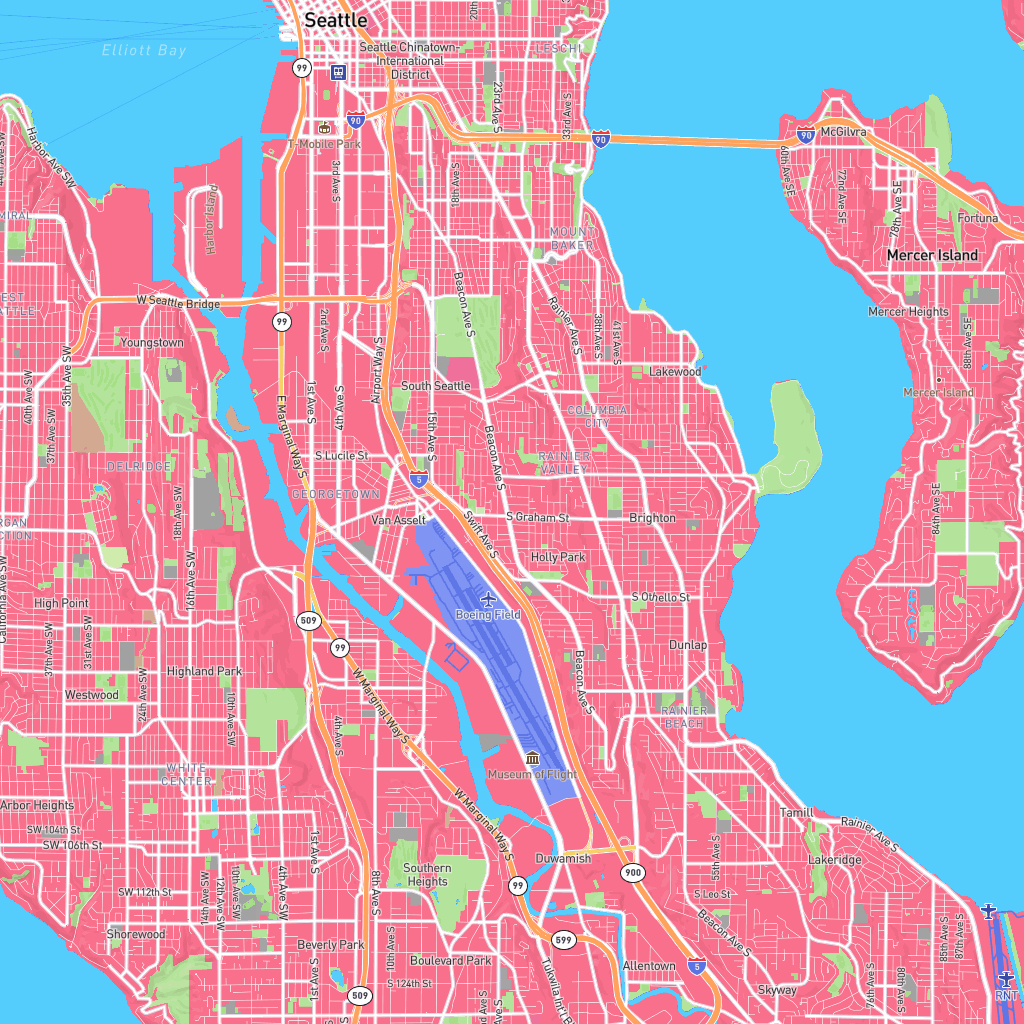 Seattle
20th
Elliott Bay
Seattle Chinatown-
International
District
LESCHI
99
23rd Ave S
33rd Ave S
90
90
90
McGilvra
T-Mobile Park
Harbor Ave SW
44th Ave SW
3rd Ave S
18th Ave S
60th Ave SE
72nd Ave SE
78th Ave SE
Fortuna
Harbor Island
MOUNT
BAKER
Mercer Island
W Seattle Bridge
Beacon Ave S
Rainier Ave S
Mercer Heights
99
2nd Ave S
38th Ave S
41st Ave S
88th Ave SE
Youngstown
35th Ave SW
Airport Way S
Lakewood
40th Ave SW
37th Ave SW
1st Ave S
4th Ave S
South Seattle
15th Ave S
Mercer Island
COLUMBIA
CITY
E Marginal Way S
Beacon Ave S
S Lucile St
DELRIDGE
RAINIER
VALLEY
5
GEORGETOWN
18th Ave SW
Van Asselt
S Graham St
Brighton
84th Ave SE
Swift Ave S
Holly Park
California Ave SW
16th Ave SW
High Point
Boeing Field
S Othello St
509
99
31st Ave SW
37th Ave SW
Dunlap
Highland Park
Westwood
24th Ave SW
10th Ave SW
W Marginal Way S
4th Ave S
Beacon Ave S
RAINIER
BEACH
WHITE
CENTER
Museum of Flight
Arbor Heights
W Marginal Way S
Tamill
Rainier Ave S
SW 104th St
SW 106th St
1st Ave S
Duwamish
55th Ave S
Lakeridge
Southern
Heights
900
SW 112th St
14th Ave SW
12th Ave SW
10th Ave SW
4th Ave SW
8th Ave S
99
S Leo St
Shorewood
Beverly Park
10th Ave S
599
Beacon Ave S
85th Ave S
87th Ave S
Boulevard Park
Allentown
5
1st Ave S
S 124th St
Tukwila Int'l B
Skyway
76th Ave S
80th Ave S
RNT
509